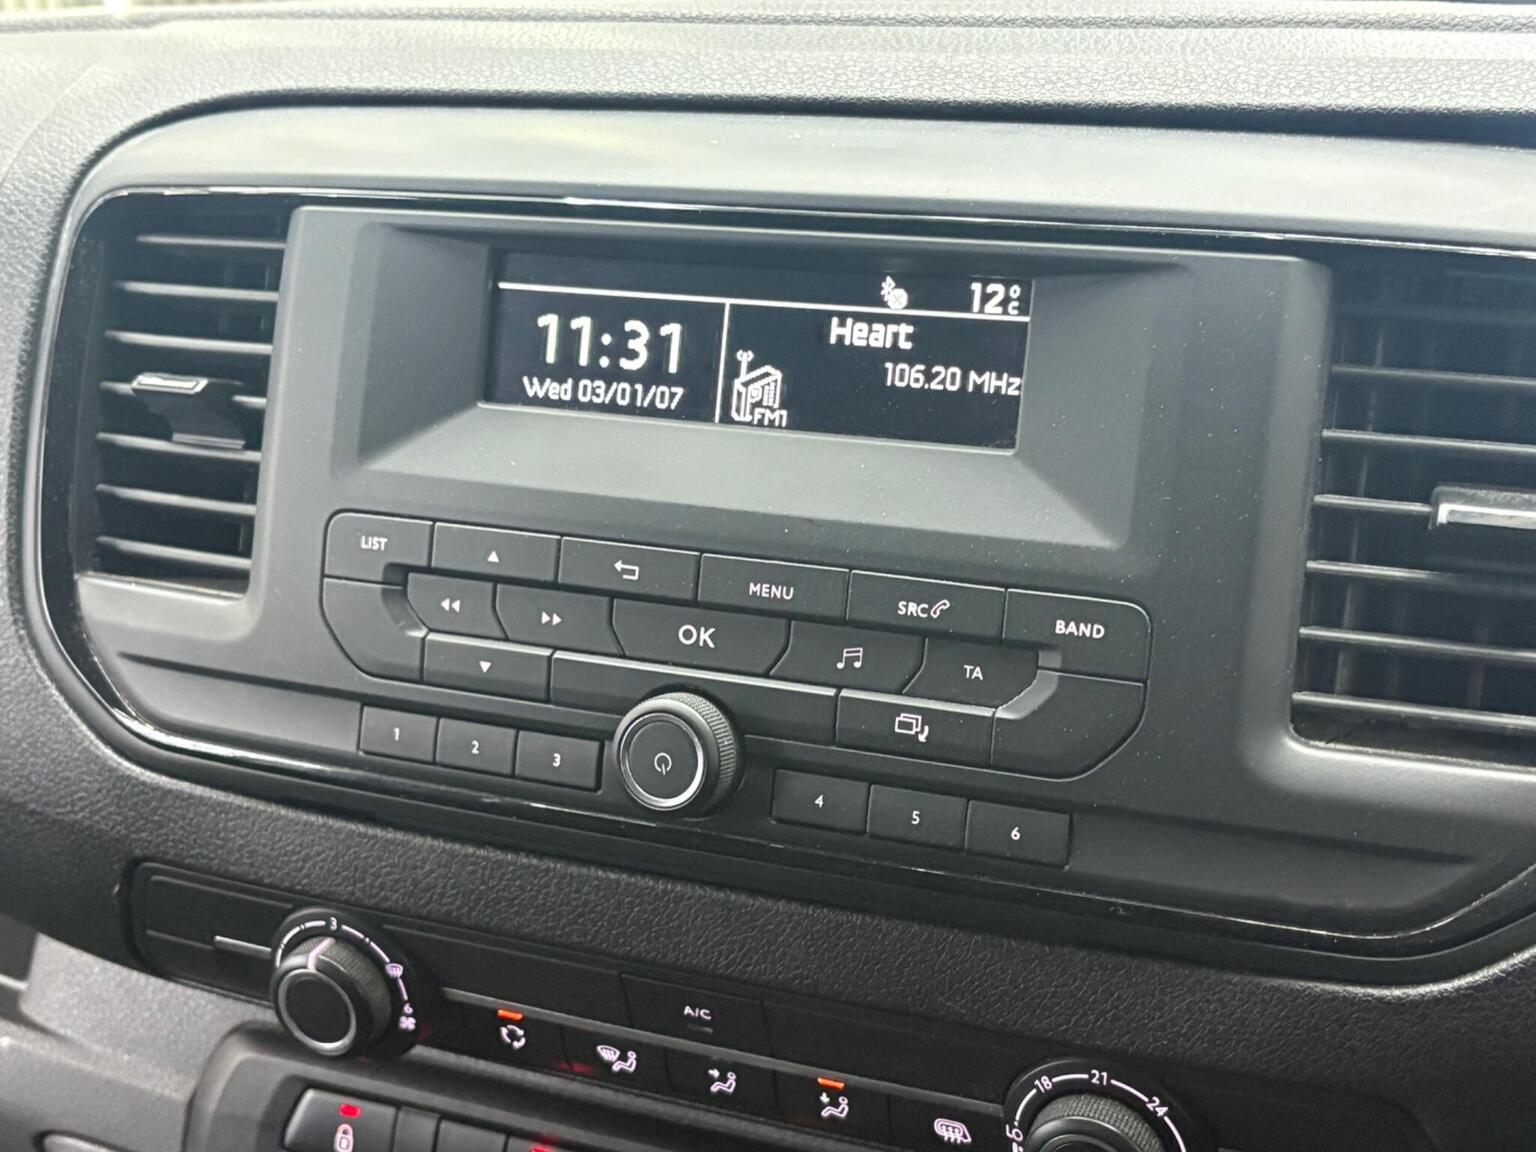 12°C
11:31
Wed 03/01/07
Heart
106.20 MHz
FM1
LIST
MENU
SRC
BAND
OK
TA
1
2
3
4
5
6
3
6
A/C
18
21
24